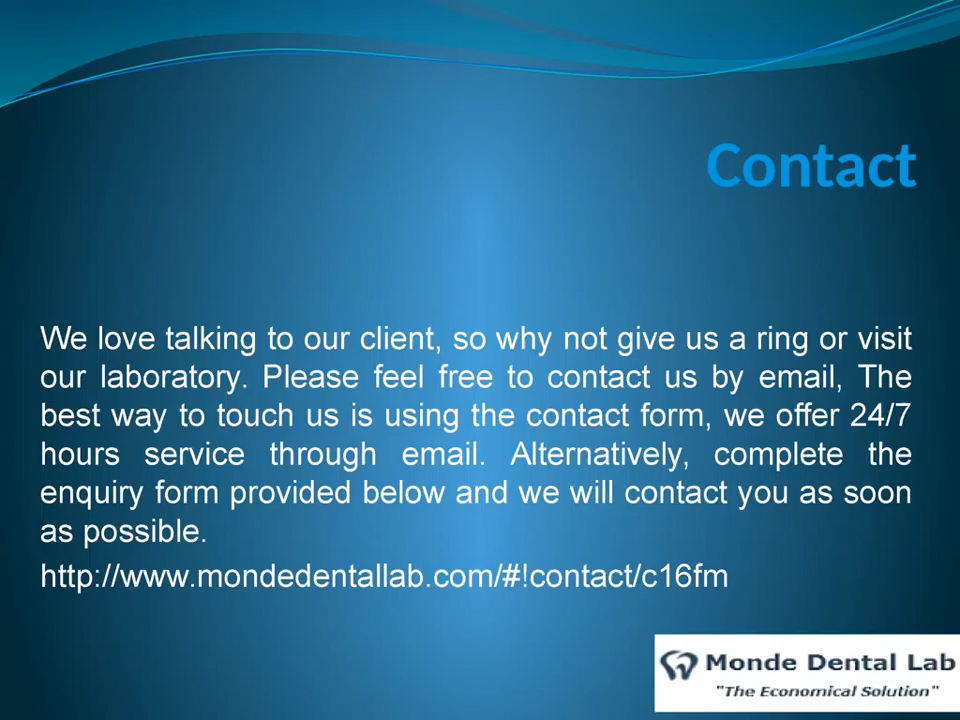 Contact
We love talking to our client, so why not give us a ring or visit
our laboratory. Please feel free to contact us by email, The
best way to touch us is using the contact form, we offer 24/7
hours service through email. Alternatively, complete the
enquiry form provided below and we will contact you as soon
as possible.
http://www.mondedentallab.com/#!contact/c16fm
Monde Dental Lab
"The Economical Solution"